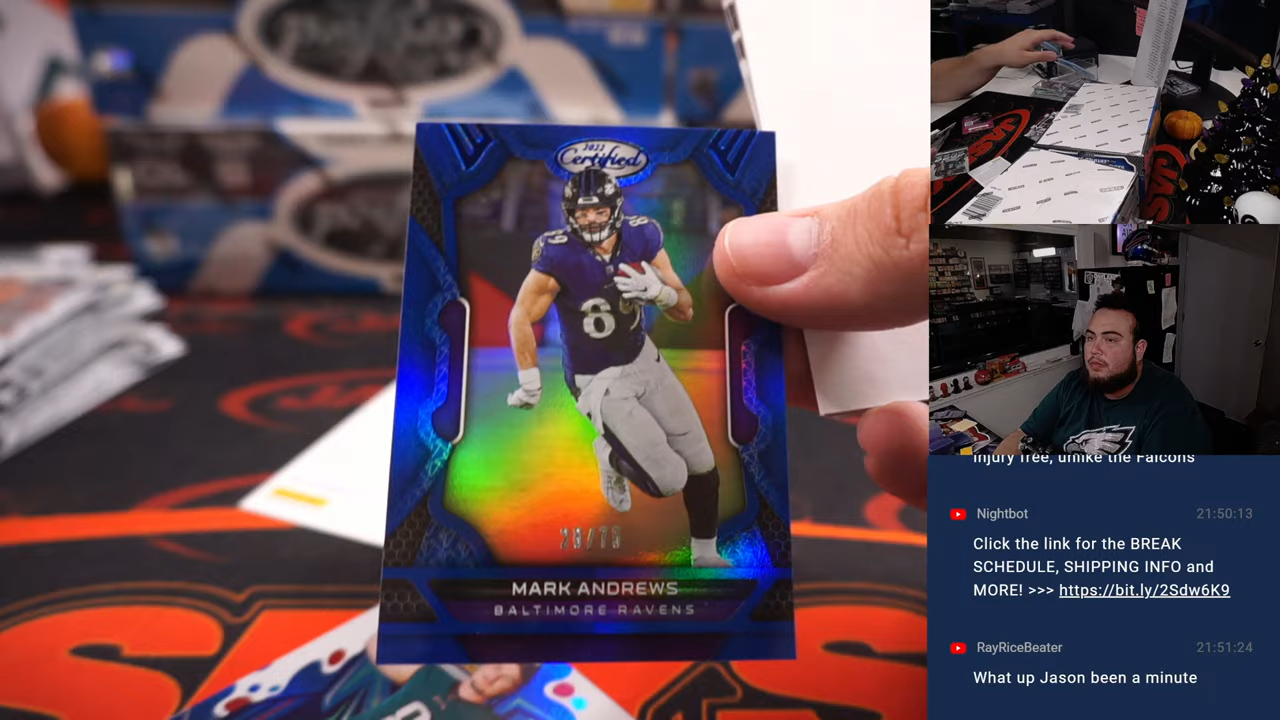 2022
Certified
89
MARK ANDREWS
BALTIMORE RAVENS
injury free, unlike the Falcons
Nightbot 21:50:13
Click the link for the BREAK
SCHEDULE, SHIPPING INFO and
MORE! >>> https://bit.ly/2Sdw6K9
RayRiceBeater 21:51:24
What up Jason been a minute